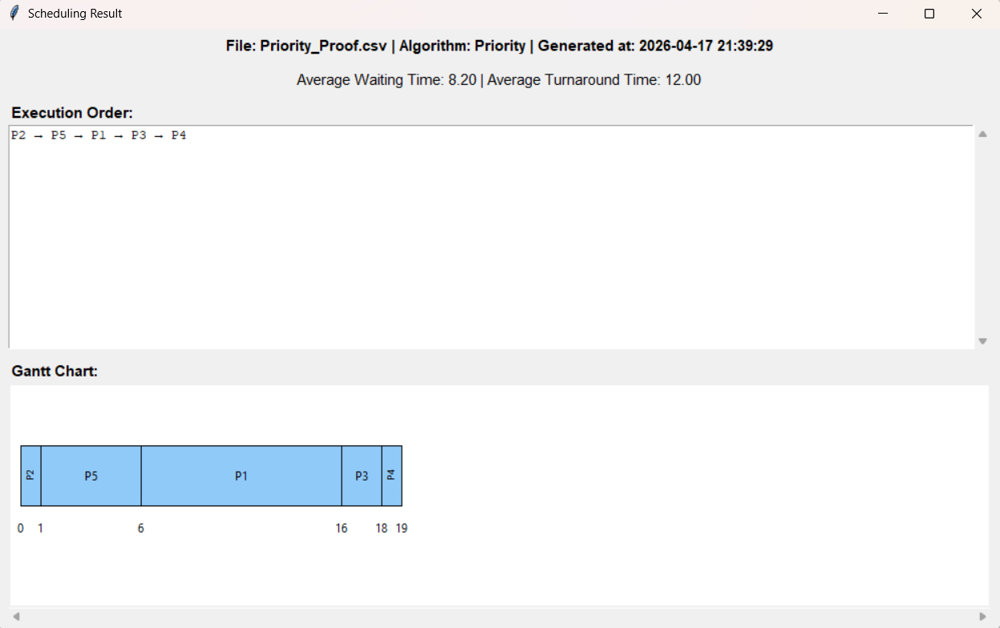 Scheduling Result
File: Priority_Proof.csv | Algorithm: Priority | Generated at: 2026-04-17 21:39:29
Average Waiting Time: 8.20 | Average Turnaround Time: 12.00
Execution Order:
P2 → P5 → P1 → P3 → P4
Gantt Chart:
P2 P5 P1 P3 P4
0 1 6 16 18 19